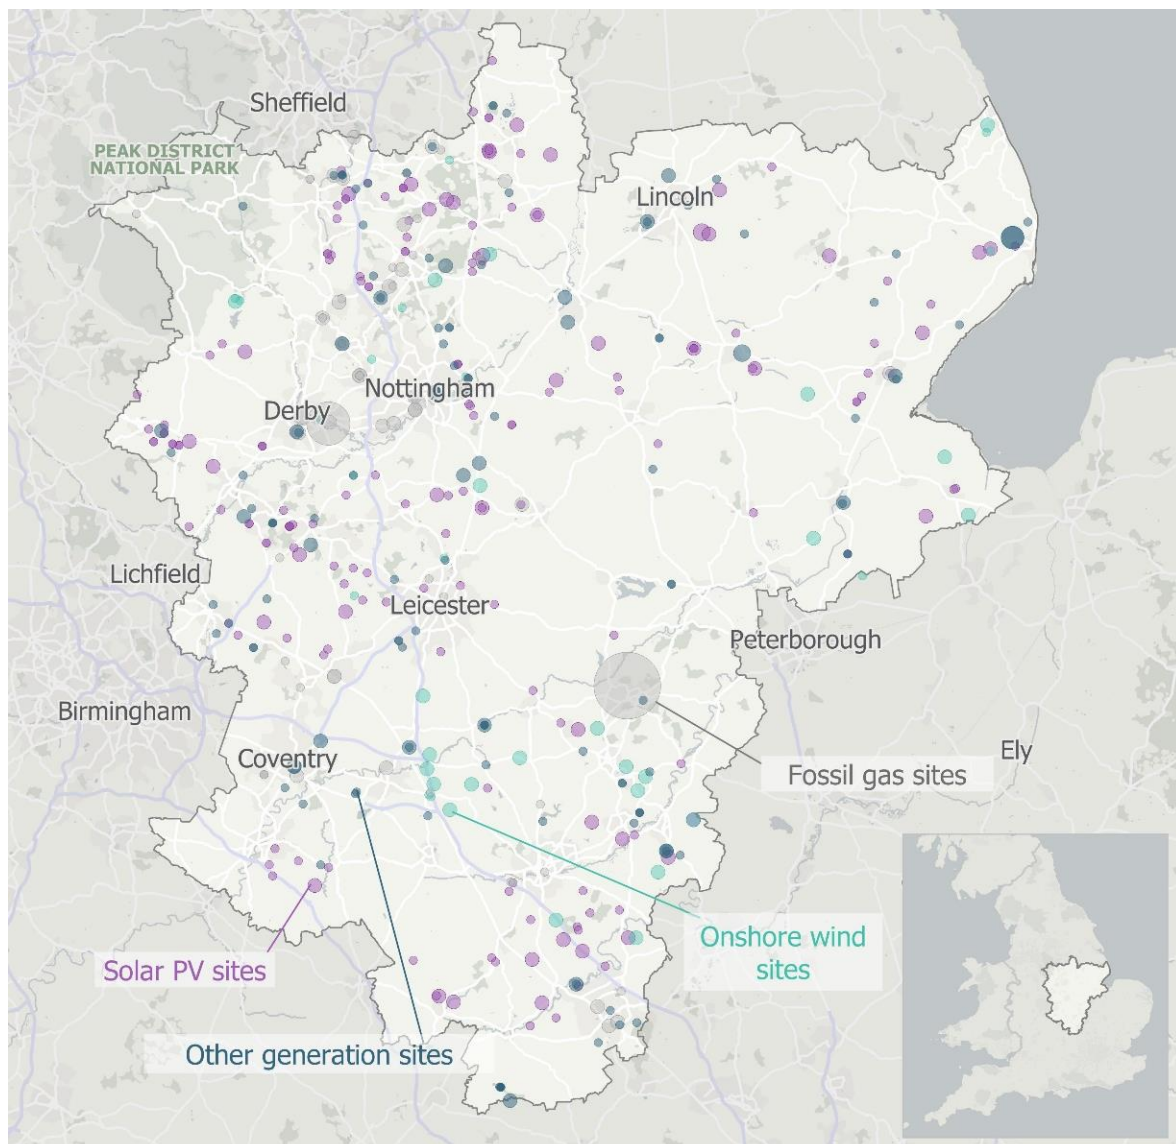 Sheffield
PEAK DISTRICT
NATIONAL PARK
Lincoln
Nottingham
Derby
Lichfield
Leicester
Peterborough
Birmingham
Coventry
Ely
Fossil gas sites
Onshore wind
sites
Solar PV sites
Other generation sites